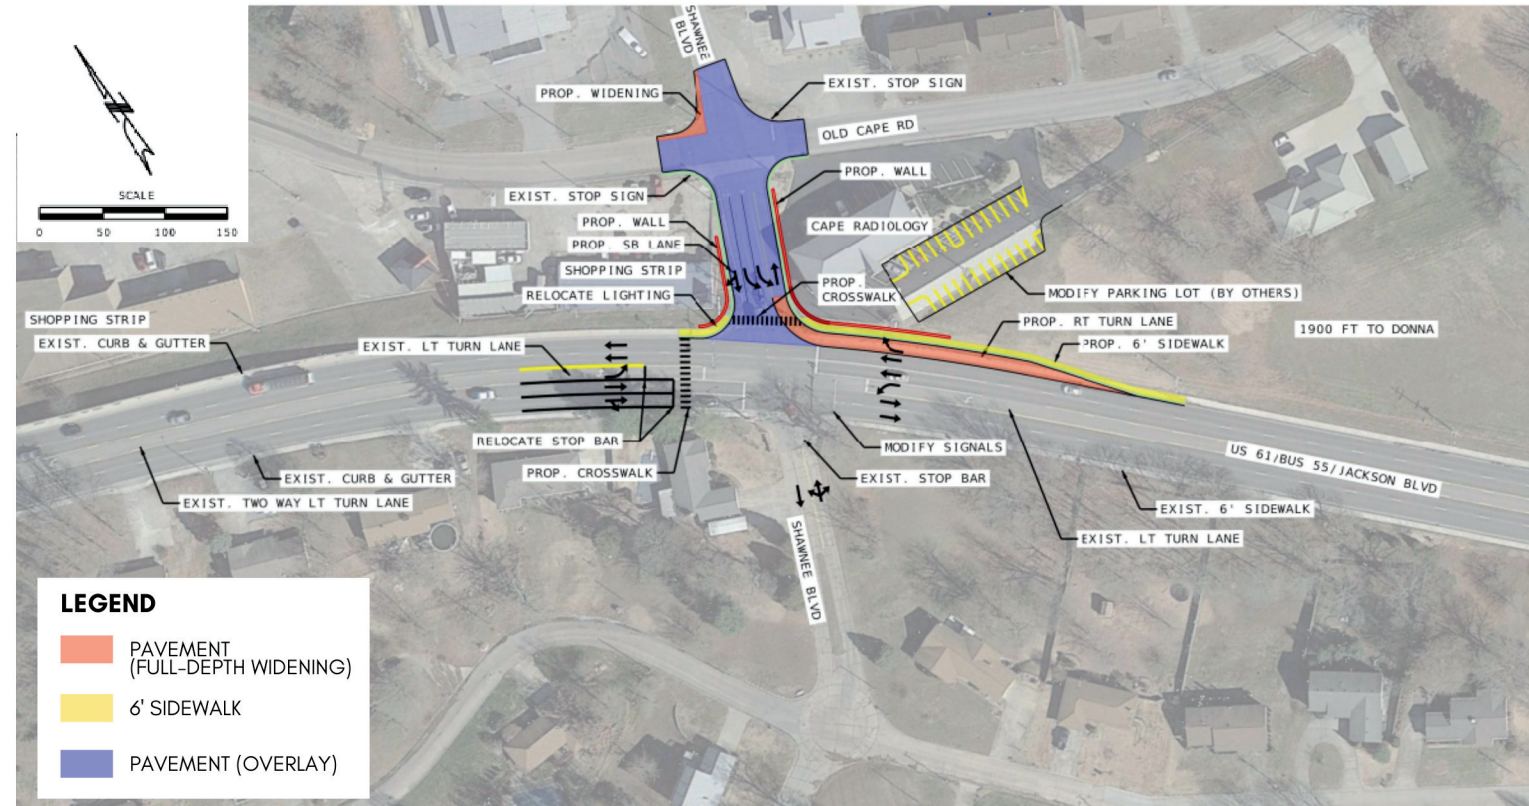 SHAWNEE
BLVD
PROP. WIDENING
EXIST. STOP SIGN
OLD CAPE RD
SCALE
0 50 100 150
PROP. WALL
EXIST. STOP SIGN
PROP. WALL
CAPE RADIOLOGY
PROP. SB LANE
SHOPPING STRIP
PROP.
CROSSWALK
RELOCATE LIGHTING
MODIFY PARKING LOT (BY OTHERS)
SHOPPING STRIP
PROP. RT TURN LANE
1900 FT TO DONNA
EXIST. CURB & GUTTER
EXIST. LT TURN LANE
PROP. 6' SIDEWALK
RELOCATE STOP BAR
MODIFY SIGNALS
US 61/BUS 55/JACKSON BLVD
EXIST. CURB & GUTTER
PROP. CROSSWALK
EXIST. STOP BAR
EXIST. TWO WAY LT TURN LANE
EXIST. 6' SIDEWALK
EXIST. LT TURN LANE
SHAWNEE BLVD
LEGEND
PAVEMENT
(FULL-DEPTH WIDENING)
6' SIDEWALK
PAVEMENT (OVERLAY)